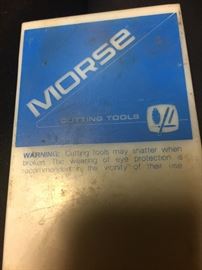 MORSE
CUTTING TOOLS
WARNING: Cutting tools may shatter when
broken. The wearing of eye protection is
recommended in the vicinity of their use